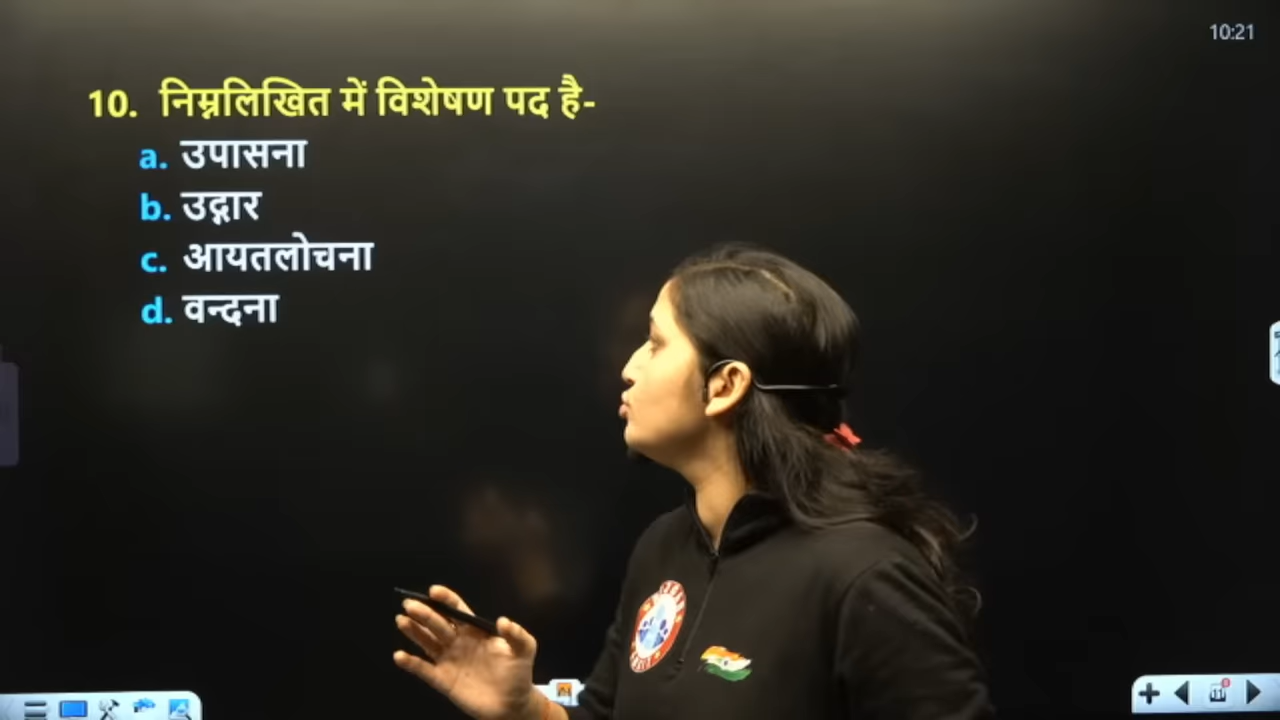 10:21
10. निम्नलिखित में विशेषण पद है-
a. उपासना
b. उद्गार
c. आयतलोचना
d. वन्दना